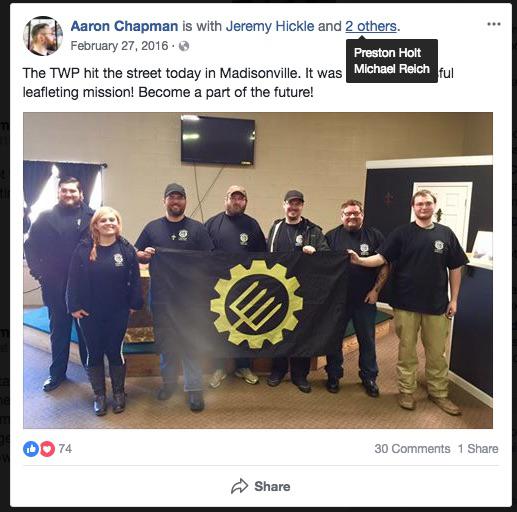 Aaron Chapman is with Jeremy Hickle and 2 others.
February 27, 2016 ·
Preston Holt
Michael Reich
The TWP hit the street today in Madisonville. It was ful
leafleting mission! Become a part of the future!
74
30 Comments 1 Share
Share